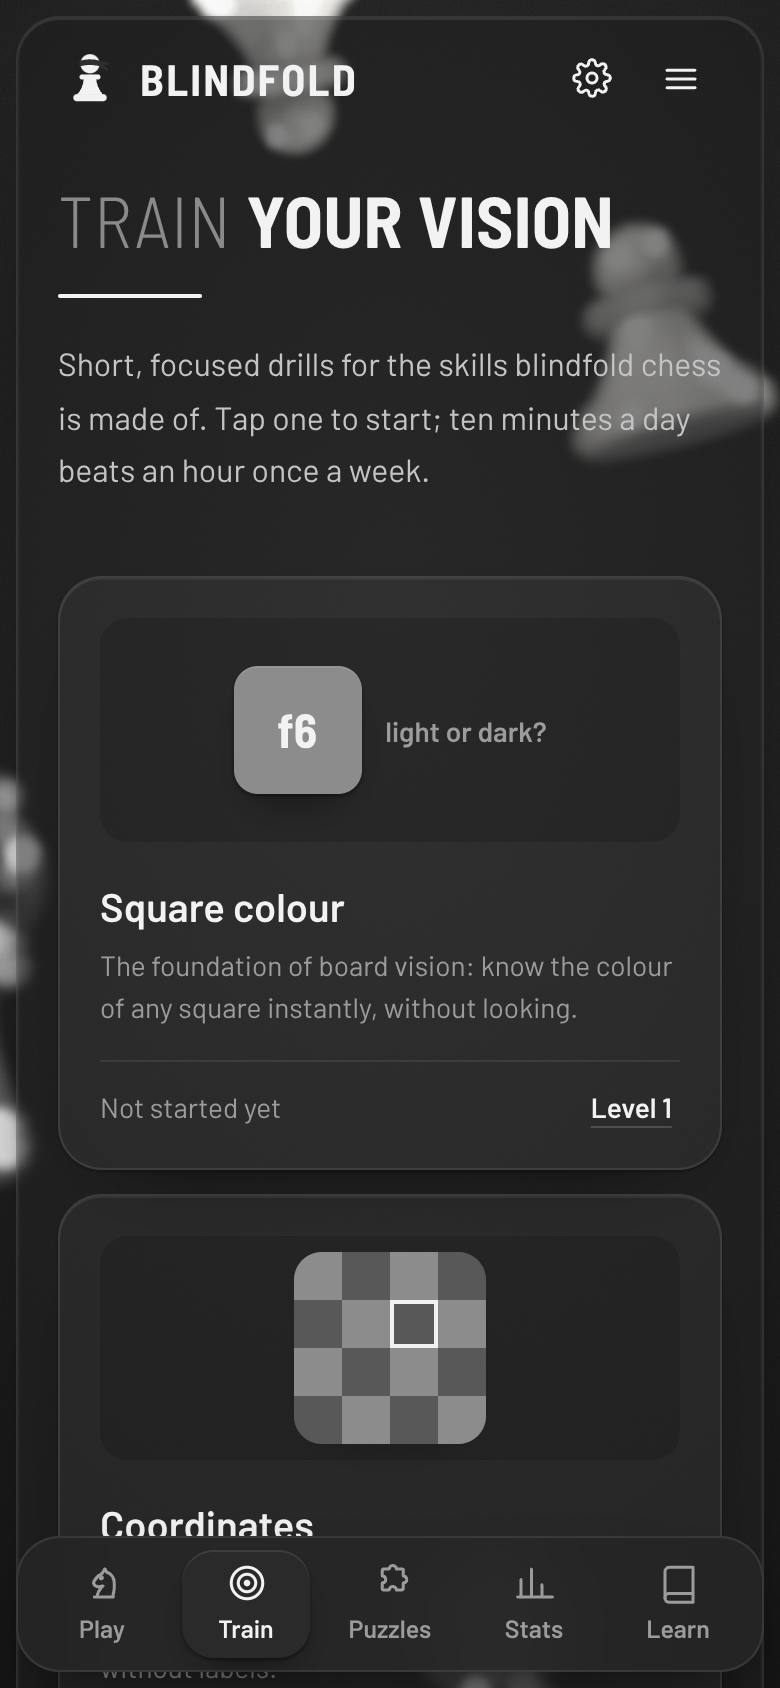 BLINDFOLD
TRAIN YOUR VISION
Short, focused drills for the skills blindfold chess
is made of. Tap one to start; ten minutes a day
beats an hour once a week.
f6
light or dark?
Square colour
The foundation of board vision: know the colour
of any square instantly, without looking.
Not started yet
Level 1
Coordinates
Play
Train
Puzzles
Stats
Learn
without labels.